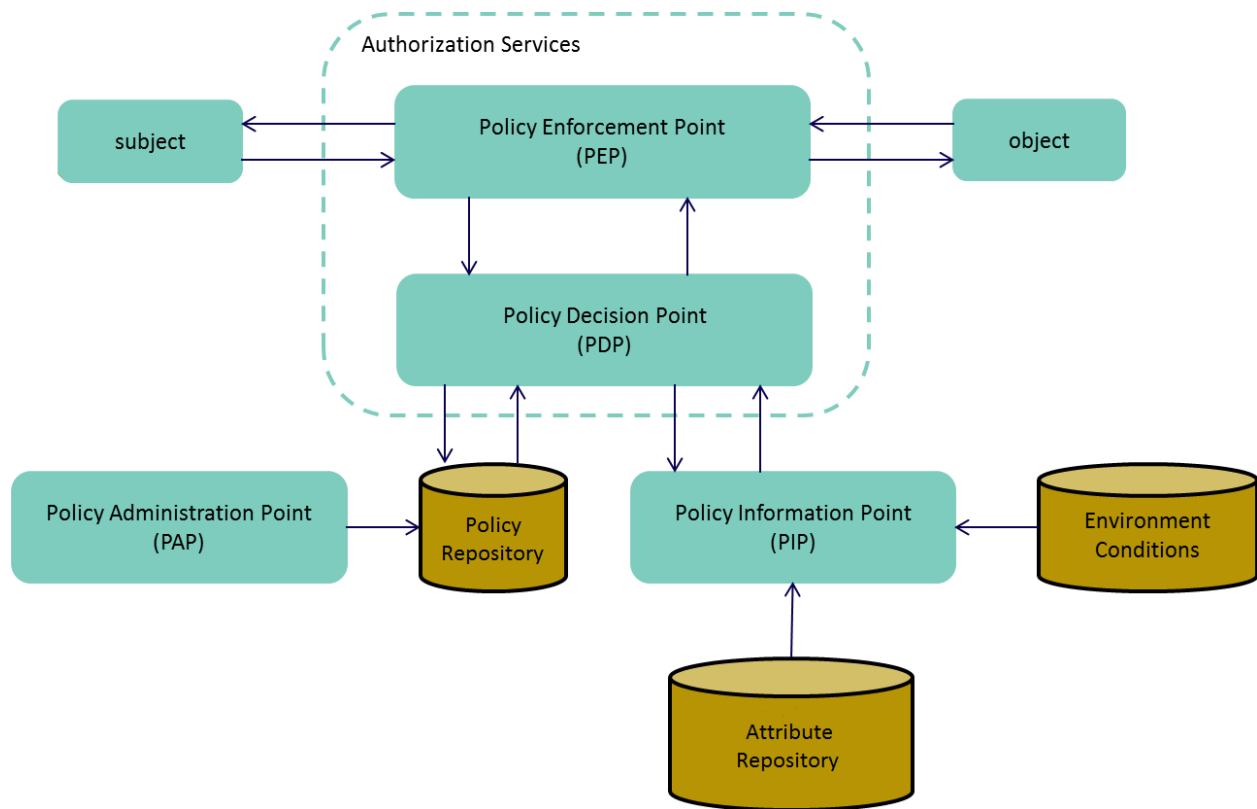 Authorization Services
subject
Policy Enforcement Point
(PEP)
object
Policy Decision Point
(PDP)
Policy Administration Point
(PAP)
Policy
Repository
Policy Information Point
(PIP)
Environment
Conditions
Attribute
Repository